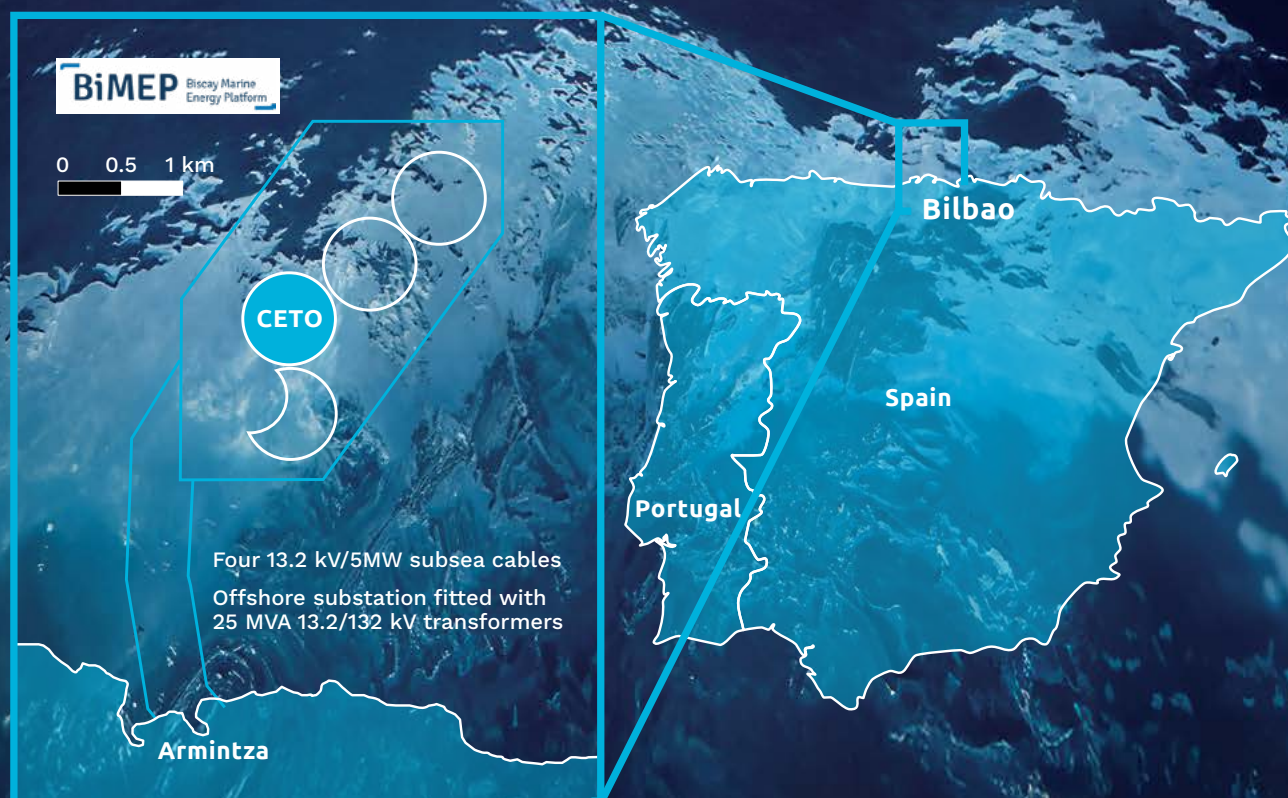 BiMEP Biscay Marine
Energy Platform
0 0.5 1 km
CETO
Four 13.2 kV/5MW subsea cables
Offshore substation fitted with
25 MVA 13.2/132 kV transformers
Armintza
Bilbao
Spain
Portugal